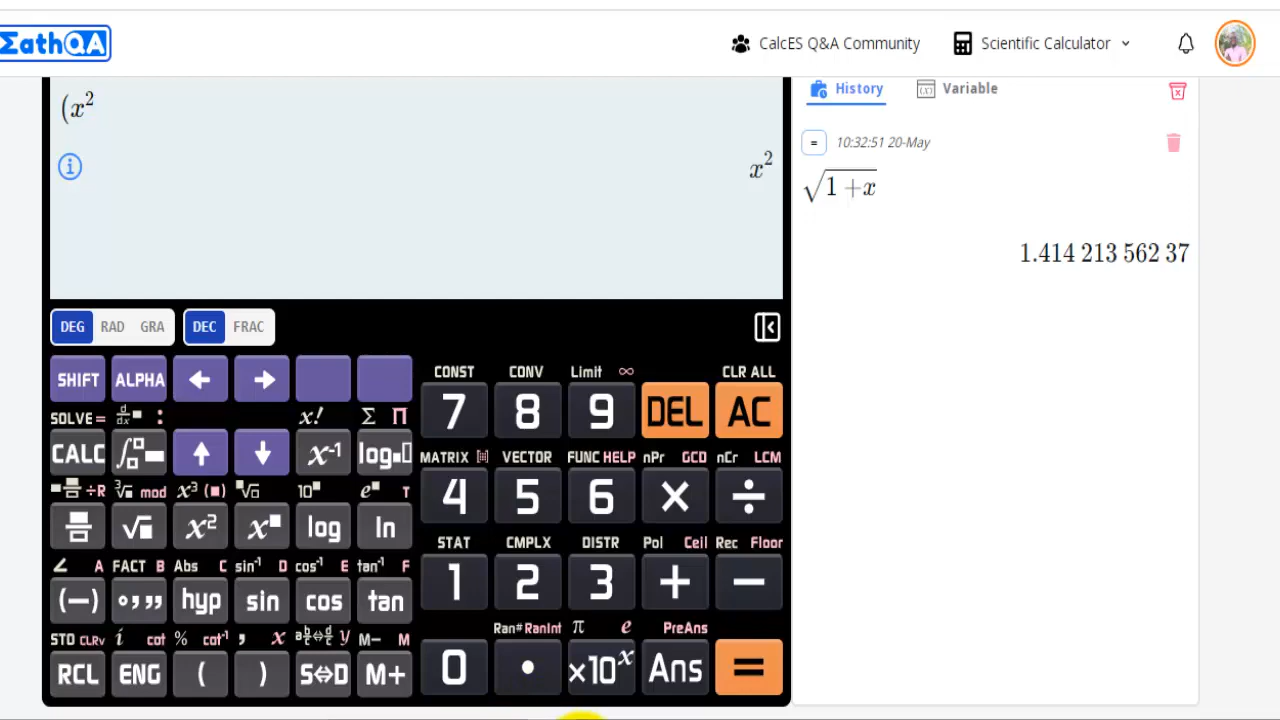 ΣathQA
CalcES Q&A Community
Scientific Calculator
(x²
x²
History
Variable
=
10:32:51 20-May
√1+x
1.414 213 562 37
DEG RAD GRA
DEC FRAC
CONST CONV Limit ∞ CLR ALL
SHIFT ALPHA ← → 7 8 9 DEL AC
SOLVE = d/dx■ : x! Σ Π
MATRIX VECTOR FUNC HELP nPr GCD nCr LCM
CALC ∫ ↑ ↓ x⁻¹ log■□ 4 5 6 × ÷
÷R ³√■ mod x³ (■) ■√□ 10■ e■ T
STAT CMPLX DISTR Pol Ceil Rec Floor
√■ x² x■ log ln 1 2 3 + −
∠ A FACT B Abs C sin⁻¹ D cos⁻¹ E tan⁻¹ F
(−) °,,, hyp sin cos tan
Ran# RanInt π e PreAns
STO CLRv i cot % cot⁻¹ , x a b/c⇔d/c y M− M
RCL ENG ( ) S⇔D M+ 0 • ×10ˣ Ans =